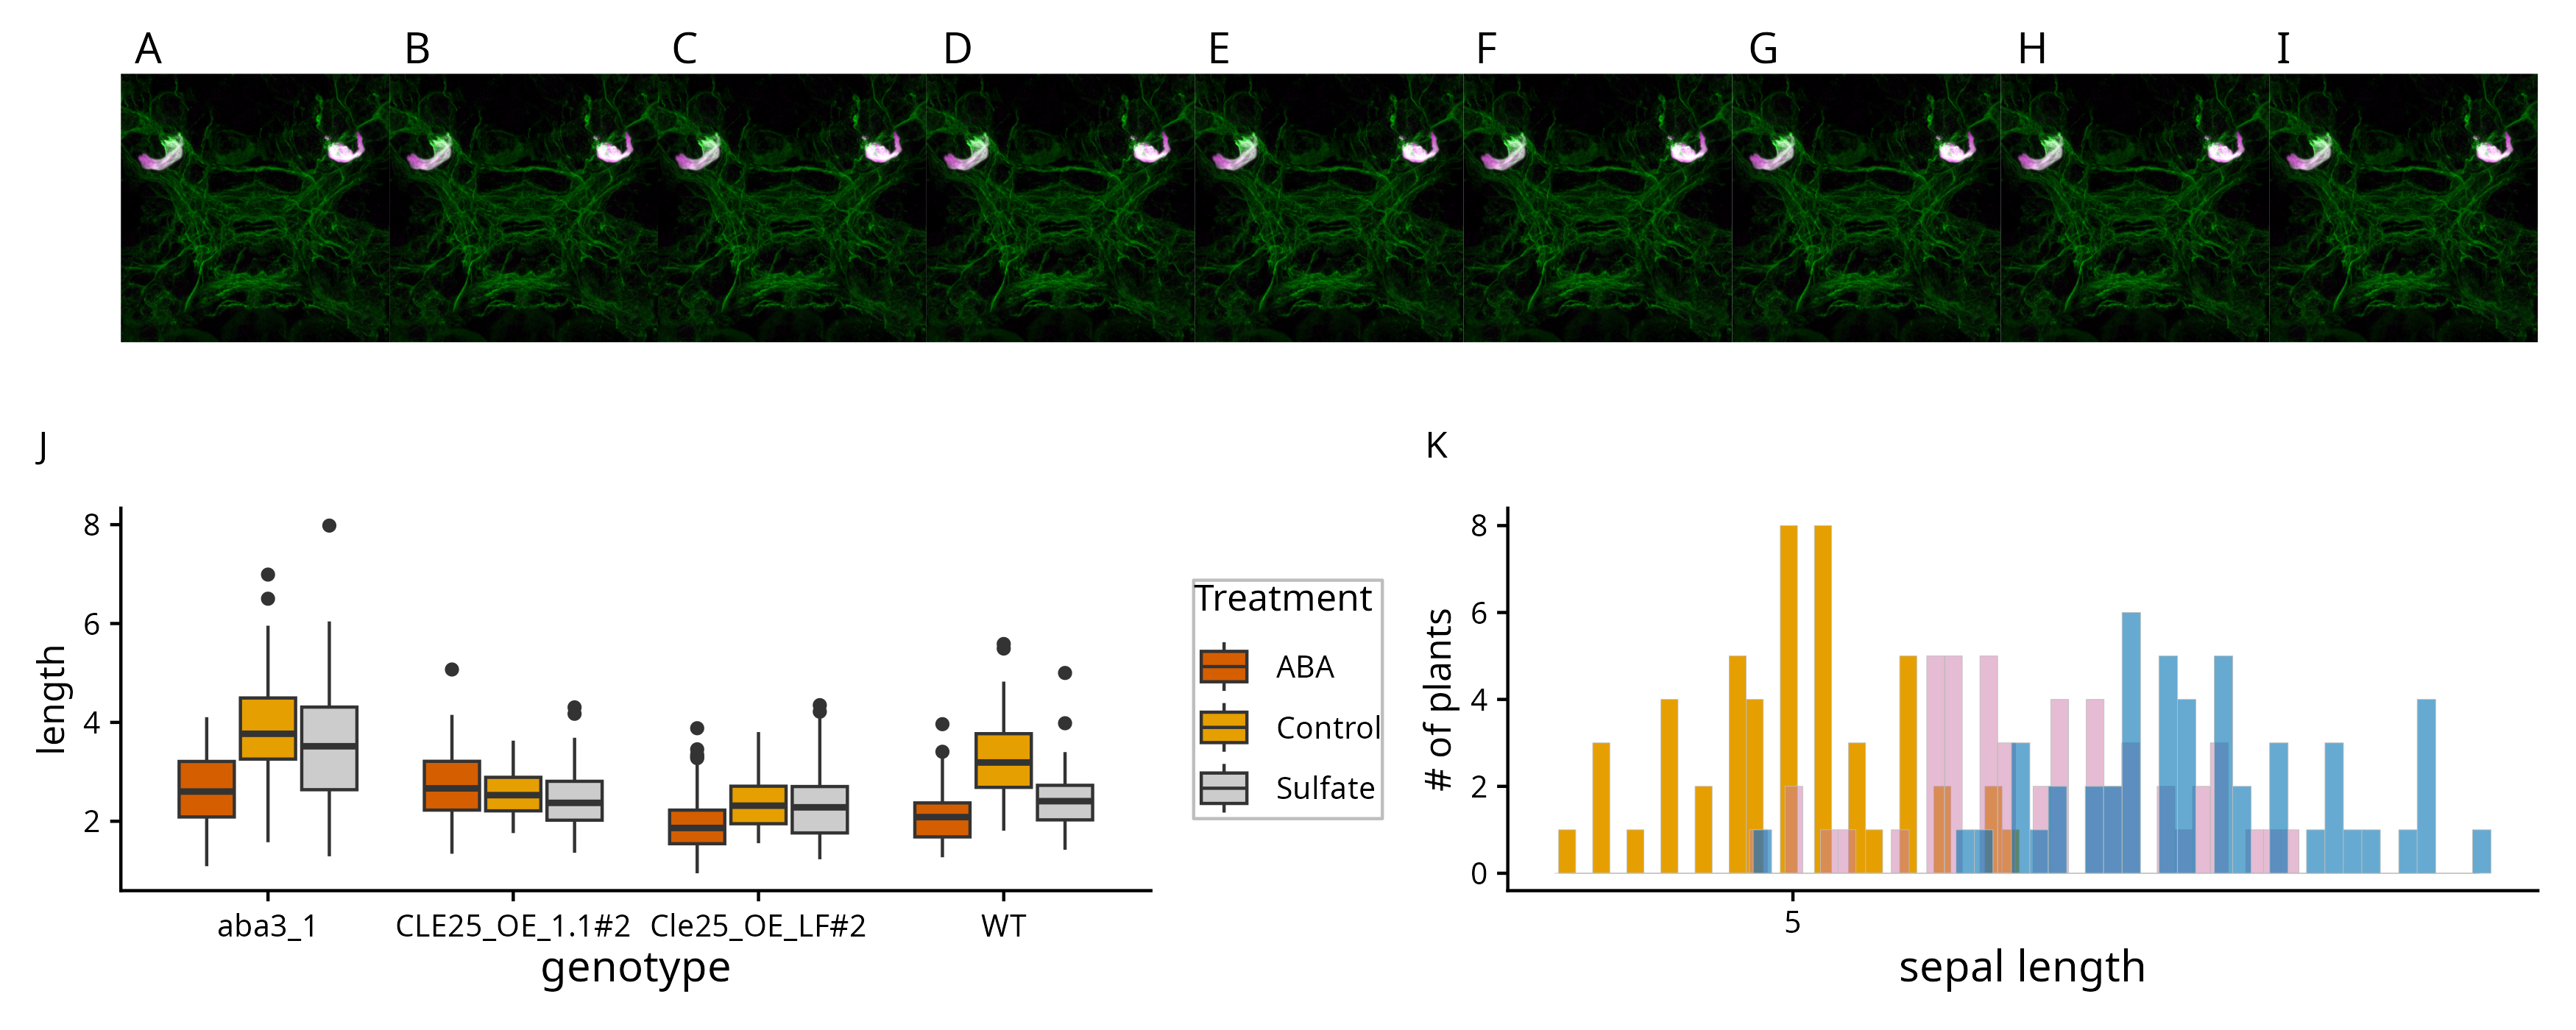 A B C D E F G H I
J
length
8
6
4
2
aba3_1 CLE25_OE_1.1#2 Cle25_OE_LF#2 WT
genotype
Treatment
ABA
Control
Sulfate
K
# of plants
8
6
4
2
0
5
sepal length